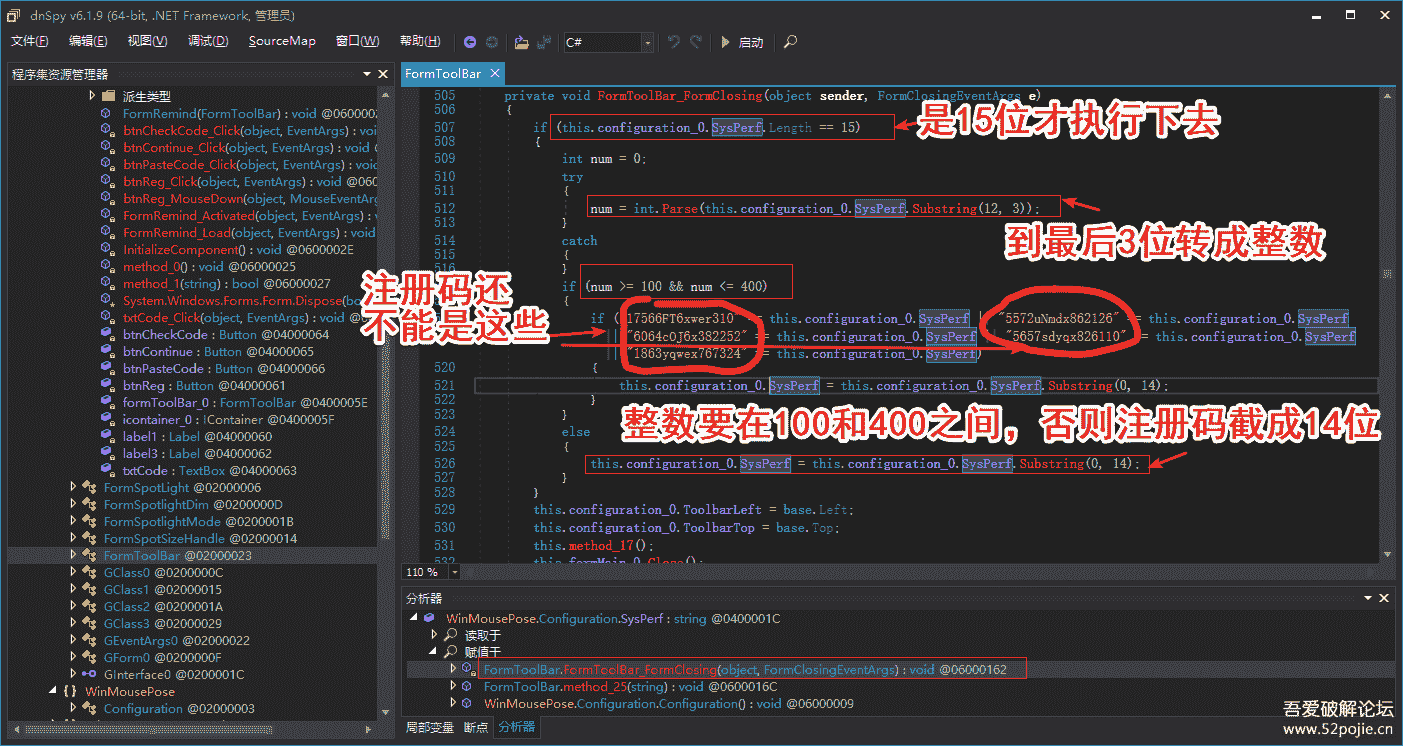 dnSpy v6.1.9 (64-bit, .NET Framework, 管理员)
文件(F) 编辑(E) 视图(V) 调试(D) SourceMap 窗口(W) 帮助(H) C# 启动
程序集资源管理器
派生类型
FormRemind(FormToolBar) : void @0600002
btnCheckCode_Click(object, EventArgs) : voi
btnContinue_Click(object, EventArgs) : void @
btnPasteCode_Click(object, EventArgs) : void
btnReg_Click(object, EventArgs) : void @060
btnReg_MouseDown(object, MouseEventArg
FormRemind_Activated(object, EventArgs) : v
FormRemind_Load(object, EventArgs) : void
InitializeComponent() : void @0600002E
method_0() : void @06000025
method_1(string) : bool @06000027
System.Windows.Forms.Form.Dispose(bo
txtCode_Click(object, EventArgs) : void @06
btnCheckCode : Button @04000064
btnContinue : Button @04000065
btnPasteCode : Button @04000066
btnReg : Button @04000061
formToolBar_0 : FormToolBar @0400005E
icontainer_0 : IContainer @0400005F
label1 : Label @04000060
label3 : Label @04000062
txtCode : TextBox @04000063
FormSpotLight @02000006
FormSpotlightDim @0200000D
FormSpotlightMode @0200001B
FormSpotSizeHandle @02000014
FormToolBar @02000023
GClass0 @0200000C
GClass1 @02000015
GClass2 @0200001A
GClass3 @02000029
GEventArgs0 @02000022
GForm0 @0200000F
GInterface0 @0200001C
{ } WinMousePose
Configuration @02000003
FormToolBar
505 private void FormToolBar_FormClosing(object sender, FormClosingEventArgs e)
506 {
507 if (this.configuration_0.SysPerf.Length == 15)
是15位才执行下去
508 {
509 int num = 0;
510 try
511 {
512 num = int.Parse(this.configuration_0.SysPerf.Substring(12, 3));
513 }
到最后3位转成整数
514 catch
515 {
516 }
if (num >= 100 && num <= 400)
{
注册码还
不能是这些
if ( 17566FT6xwer310 == this.configuration_0.SysPerf "5572uNmdx862126" = this.configuration_0.SysPerf
|| "6064c0J6x382252" == this.configuration_0.SysPerf "5657sdyqx826110" == this.configuration_0.SysPerf
"1863yqwex767324" == this.configuration_0.SysPerf)
520 {
521 this.configuration_0.SysPerf = this.configuration_0.SysPerf.Substring(0, 14);
522 }
523 }
524 else
整数要在100和400之间，否则注册码截成14位
525 {
526 this.configuration_0.SysPerf = this.configuration_0.SysPerf.Substring(0, 14);
527 }
528 }
529 this.configuration_0.ToolbarLeft = base.Left;
530 this.configuration_0.ToolbarTop = base.Top;
531 this.method_17();
532 this.formMain_0.Close();
110 %
分析器
WinMousePose.Configuration.SysPerf : string @0400001C
读取于
赋值于
FormToolBar.FormToolBar_FormClosing(object, FormClosingEventArgs) : void @06000162
FormToolBar.method_25(string) : void @0600016C
WinMousePose.Configuration.Configuration() : void @06000009
局部变量 断点 分析器
吾爱破解论坛
www.52pojie.cn